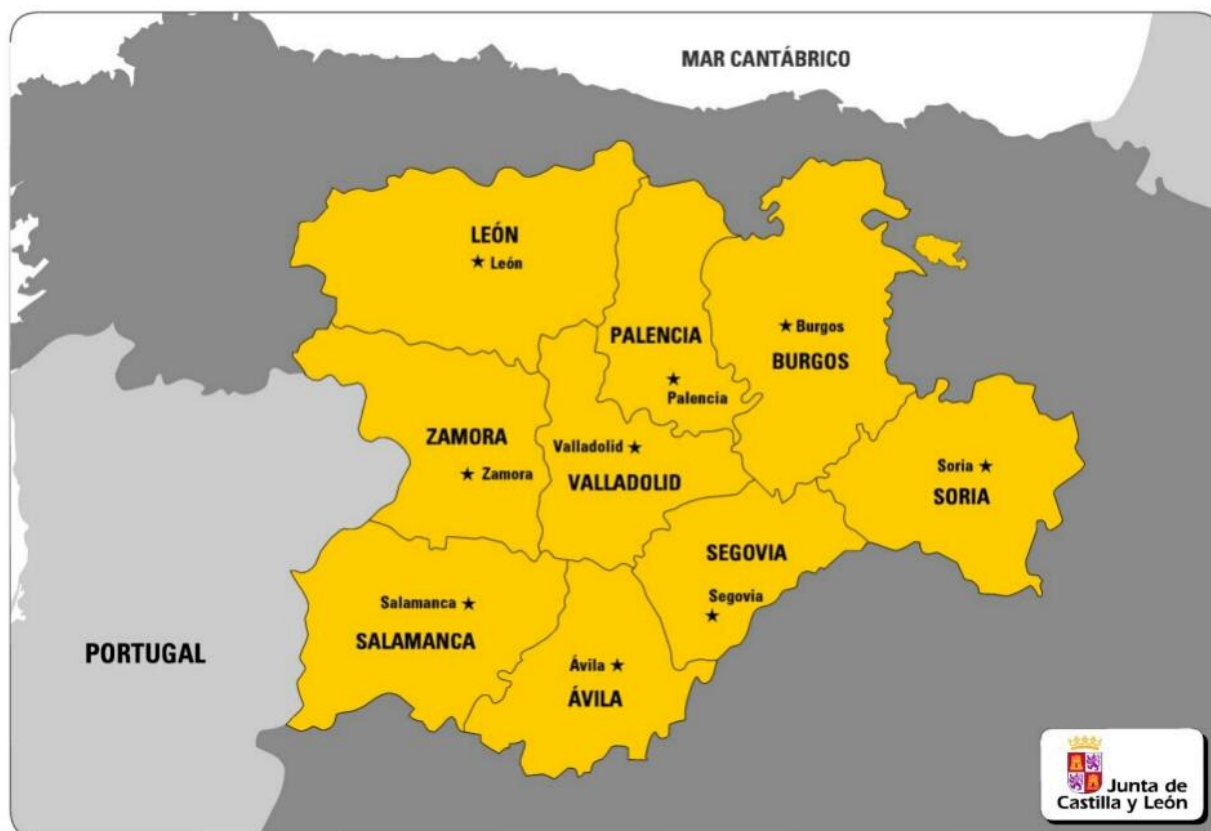 MAR CANTÁBRICO
LEÓN
León
PALENCIA
Palencia
Burgos
BURGOS
ZAMORA
Zamora
Valladolid
VALLADOLID
Soria
SORIA
SEGOVIA
Segovia
Salamanca
SALAMANCA
Ávila
ÁVILA
PORTUGAL
Junta de
Castilla y León